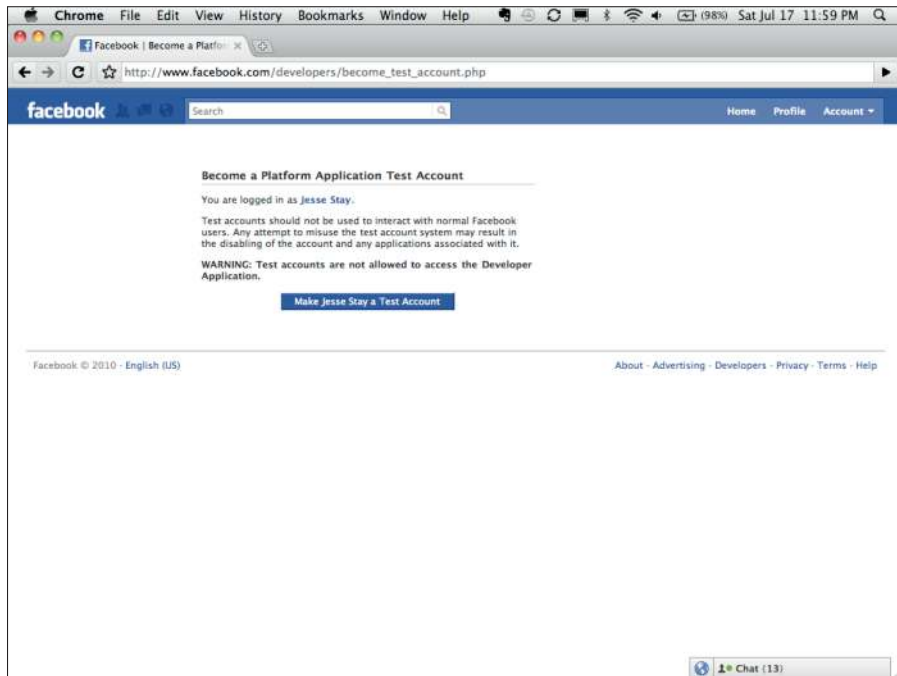 Chrome File Edit View History Bookmarks Window Help (98%) Sat Jul 17 11:59 PM
Facebook | Become a Platfor
http://www.facebook.com/developers/become_test_account.php
facebook Search Home Profile Account
Become a Platform Application Test Account
You are logged in as Jesse Stay.
Test accounts should not be used to interact with normal Facebook
users. Any attempt to misuse the test account system may result in
the disabling of the account and any applications associated with it.
WARNING: Test accounts are not allowed to access the Developer
Application.
Make Jesse Stay a Test Account
Facebook © 2010 · English (US) About · Advertising · Developers · Privacy · Terms · Help
Chat (13)